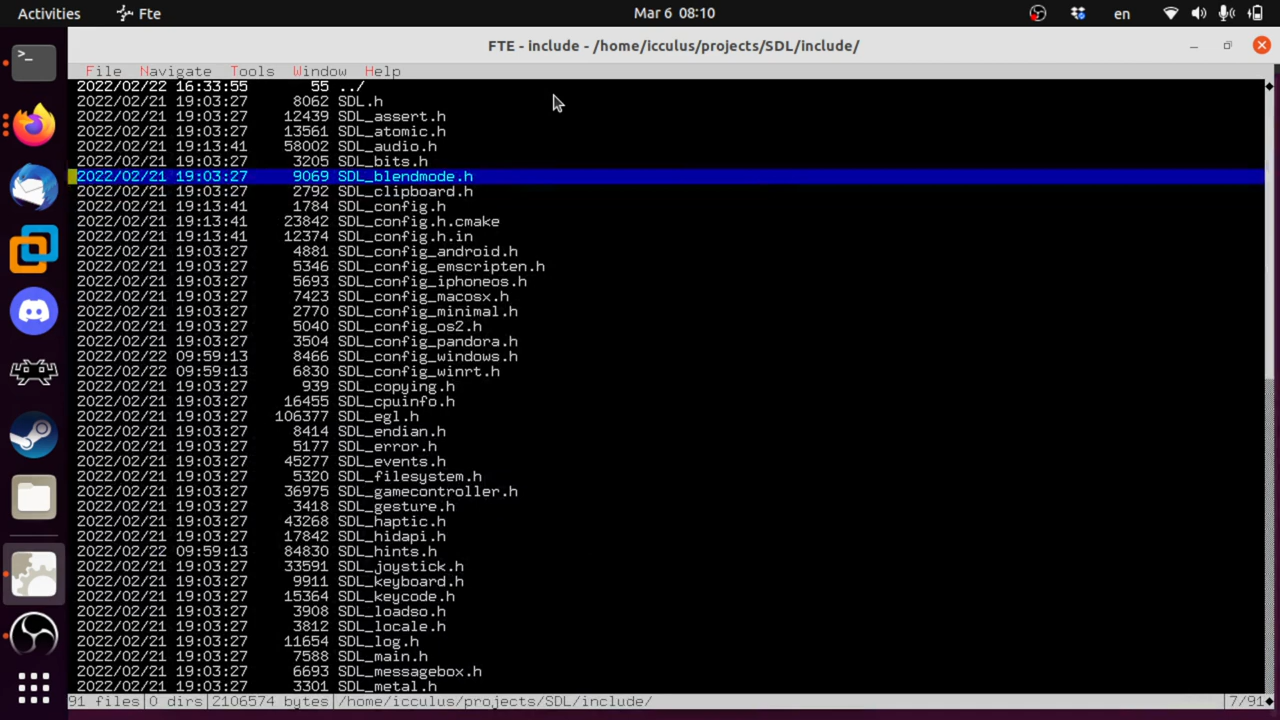 Activities Fte Mar 6 08:10 en
FTE - include - /home/icculus/projects/SDL/include/
File Navigate Tools Window Help
2022/02/22 16:33:55 55 ../
2022/02/21 19:03:27 8062 SDL.h
2022/02/21 19:03:27 12439 SDL_assert.h
2022/02/21 19:03:27 13561 SDL_atomic.h
2022/02/21 19:13:41 58002 SDL_audio.h
2022/02/21 19:03:27 3205 SDL_bits.h
2022/02/21 19:03:27 9069 SDL_blendmode.h
2022/02/21 19:03:27 2792 SDL_clipboard.h
2022/02/21 19:13:41 1784 SDL_config.h
2022/02/21 19:13:41 23842 SDL_config.h.cmake
2022/02/21 19:13:41 12374 SDL_config.h.in
2022/02/21 19:03:27 4881 SDL_config_android.h
2022/02/21 19:03:27 5346 SDL_config_emscripten.h
2022/02/21 19:03:27 5693 SDL_config_iphoneos.h
2022/02/21 19:03:27 7423 SDL_config_macosx.h
2022/02/21 19:03:27 2770 SDL_config_minimal.h
2022/02/21 19:03:27 5040 SDL_config_os2.h
2022/02/21 19:03:27 3504 SDL_config_pandora.h
2022/02/22 09:59:13 8466 SDL_config_windows.h
2022/02/22 09:59:13 6830 SDL_config_winrt.h
2022/02/21 19:03:27 939 SDL_copying.h
2022/02/21 19:03:27 16455 SDL_cpuinfo.h
2022/02/21 19:03:27 106377 SDL_egl.h
2022/02/21 19:03:27 8414 SDL_endian.h
2022/02/21 19:03:27 5177 SDL_error.h
2022/02/21 19:03:27 45277 SDL_events.h
2022/02/21 19:03:27 5320 SDL_filesystem.h
2022/02/21 19:03:27 36975 SDL_gamecontroller.h
2022/02/21 19:03:27 3418 SDL_gesture.h
2022/02/21 19:03:27 43268 SDL_haptic.h
2022/02/21 19:03:27 17842 SDL_hidapi.h
2022/02/22 09:59:13 84830 SDL_hints.h
2022/02/21 19:03:27 33591 SDL_joystick.h
2022/02/21 19:03:27 9911 SDL_keyboard.h
2022/02/21 19:03:27 15364 SDL_keycode.h
2022/02/21 19:03:27 3908 SDL_loadso.h
2022/02/21 19:03:27 3812 SDL_locale.h
2022/02/21 19:03:27 11654 SDL_log.h
2022/02/21 19:03:27 7588 SDL_main.h
2022/02/21 19:03:27 6693 SDL_messagebox.h
2022/02/21 19:03:27 3301 SDL_metal.h
91 files|0 dirs|2106574 bytes|/home/icculus/projects/SDL/include/ |7/91